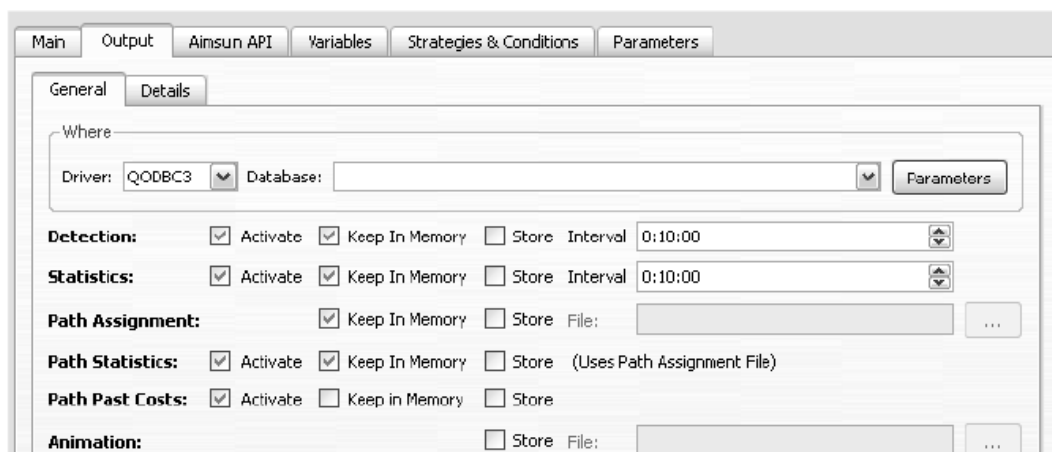 Main Output Aimsun API Variables Strategies & Conditions Parameters
General Details
Where
Driver: QODBC3 Database: Parameters
Detection: Activate Keep In Memory Store Interval 0:10:00
Statistics: Activate Keep In Memory Store Interval 0:10:00
Path Assignment: Keep In Memory Store File: ...
Path Statistics: Activate Keep In Memory Store (Uses Path Assignment File)
Path Past Costs: Activate Keep in Memory Store
Animation: Store File: ...